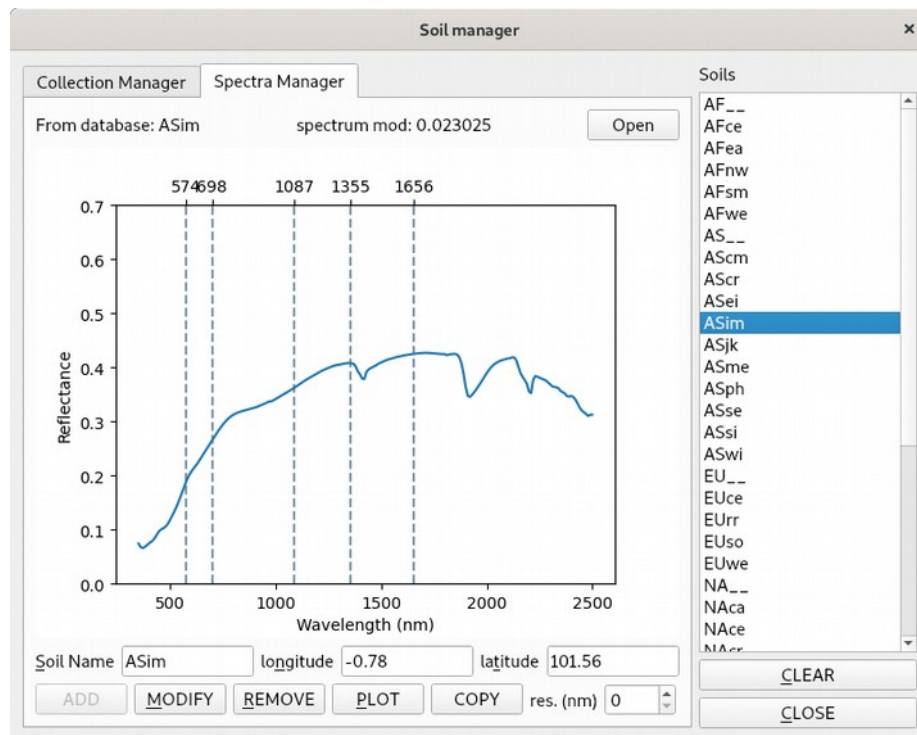 Soil manager
×
Collection Manager
Spectra Manager
From database: ASim
spectrum mod: 0.023025
Open
574 698 1087 1355 1656
0.7
0.6
0.5
0.4
0.3
0.2
0.1
0.0
Reflectance
500 1000 1500 2000 2500
Wavelength (nm)
Soil Name ASim longitude -0.78 latitude 101.56
ADD MODIFY REMOVE PLOT COPY res. (nm) 0
Soils
AF__
AFce
AFea
AFnw
AFsm
AFwe
AS__
AScm
AScr
ASei
ASim
ASjk
ASme
ASph
ASse
ASsi
ASwi
EU__
EUce
EUrr
EUso
EUwe
NA__
NAca
NAce
NAcr
CLEAR
CLOSE